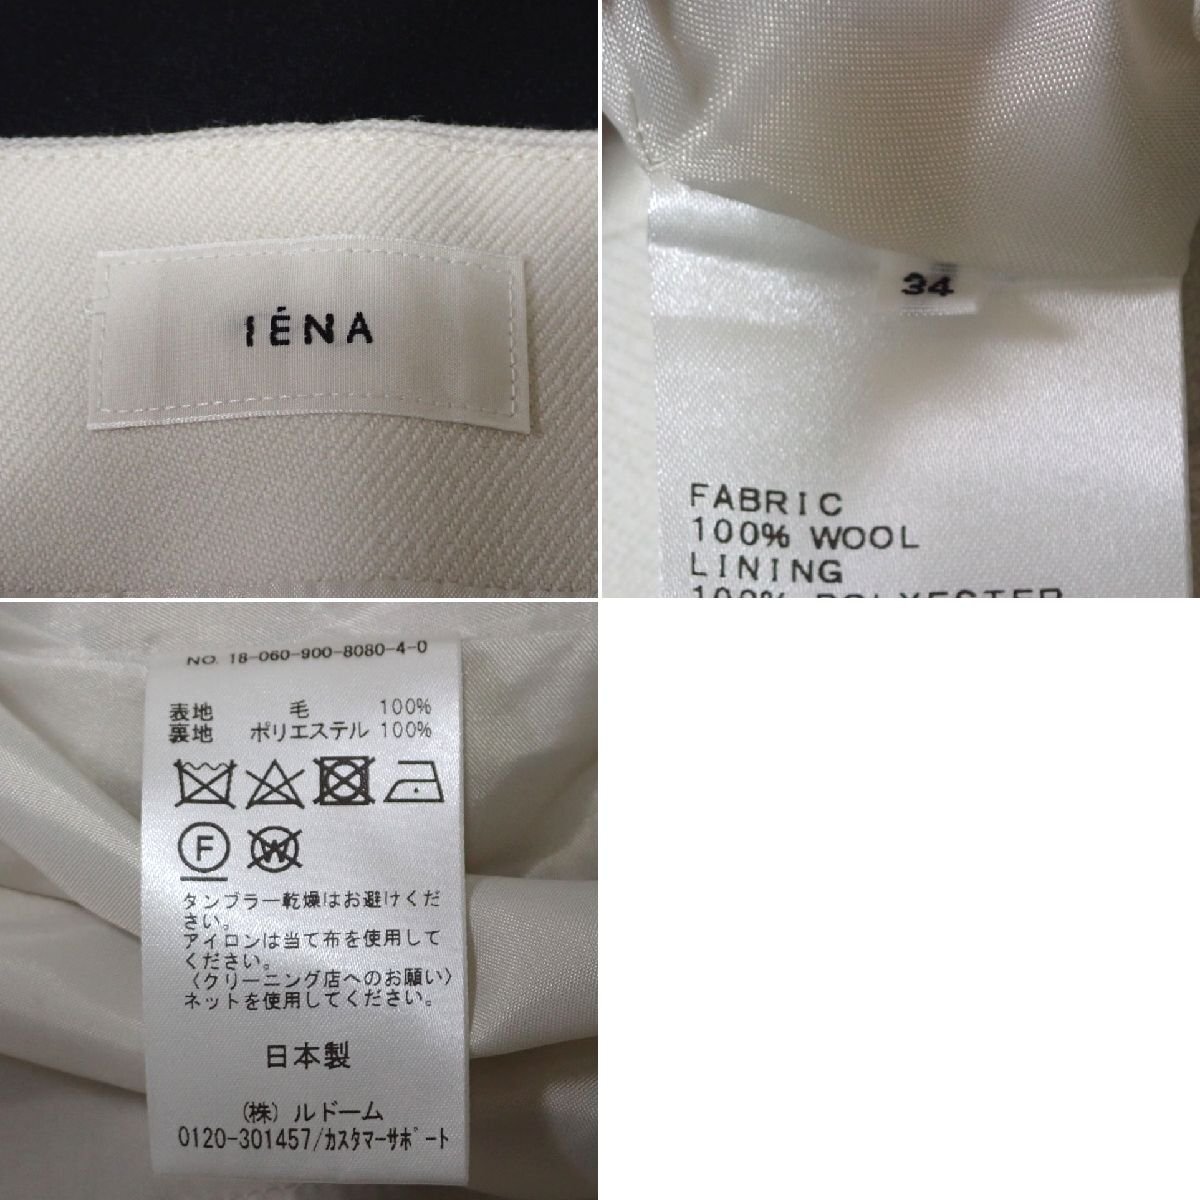 IÉNA
34
FABRIC
100% WOOL
LINING
100% POLYESTER
NO. 18-060-900-8080-4-0
表地 毛 100%
裏地 ポリエステル 100%
F
W
タンブラー乾燥はお避けくだ
さい。
アイロンは当て布を使用して
ください。
〈クリーニング店へのお願い〉
ネットを使用してください。
日本製
(株) ルドーム
0120-301457/ｶｽﾀﾏｰｻﾎﾟｰﾄ